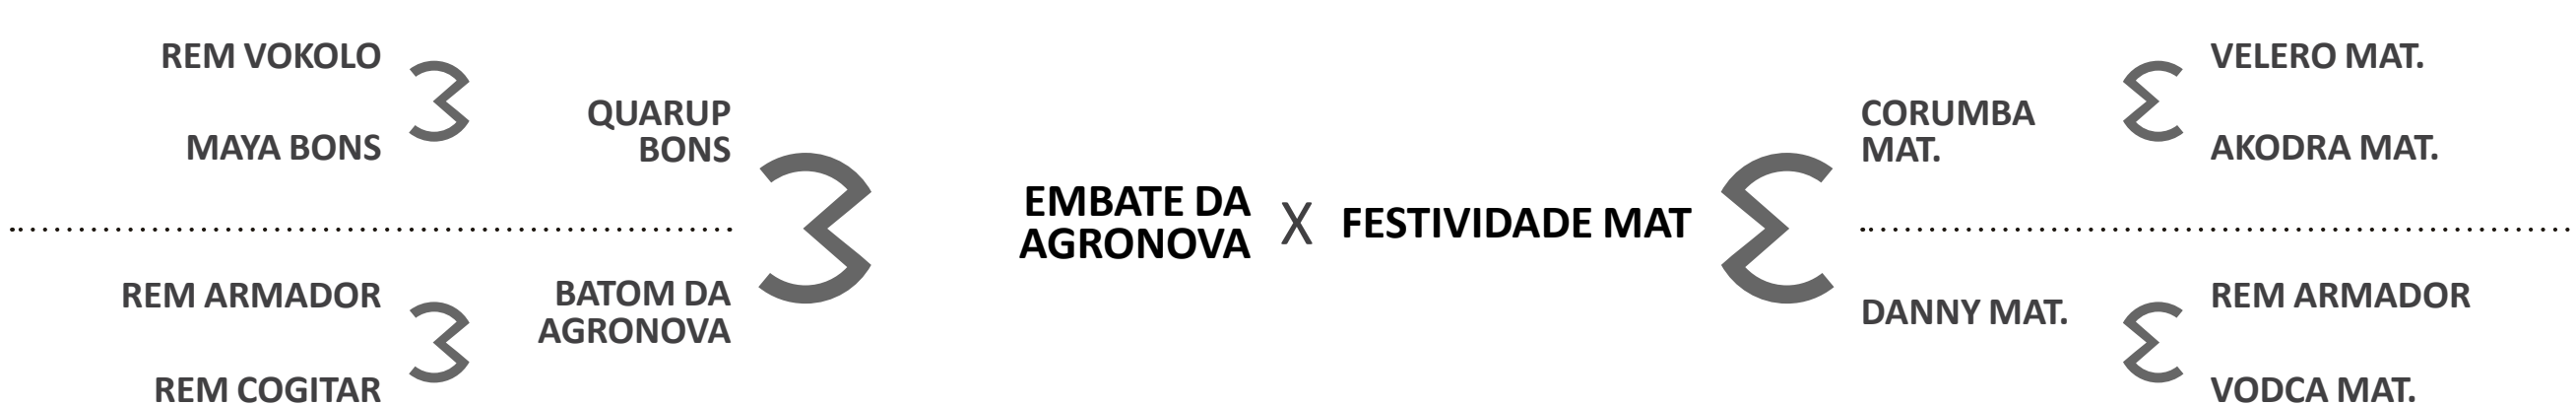 REM VOKOLO
MAYA BONS
QUARUP
BONS
REM ARMADOR
REM COGITAR
BATOM DA
AGRONOVA
EMBATE DA
AGRONOVA
X
FESTIVIDADE MAT
CORUMBA
MAT.
VELERO MAT.
AKODRA MAT.
DANNY MAT.
REM ARMADOR
VODCA MAT.